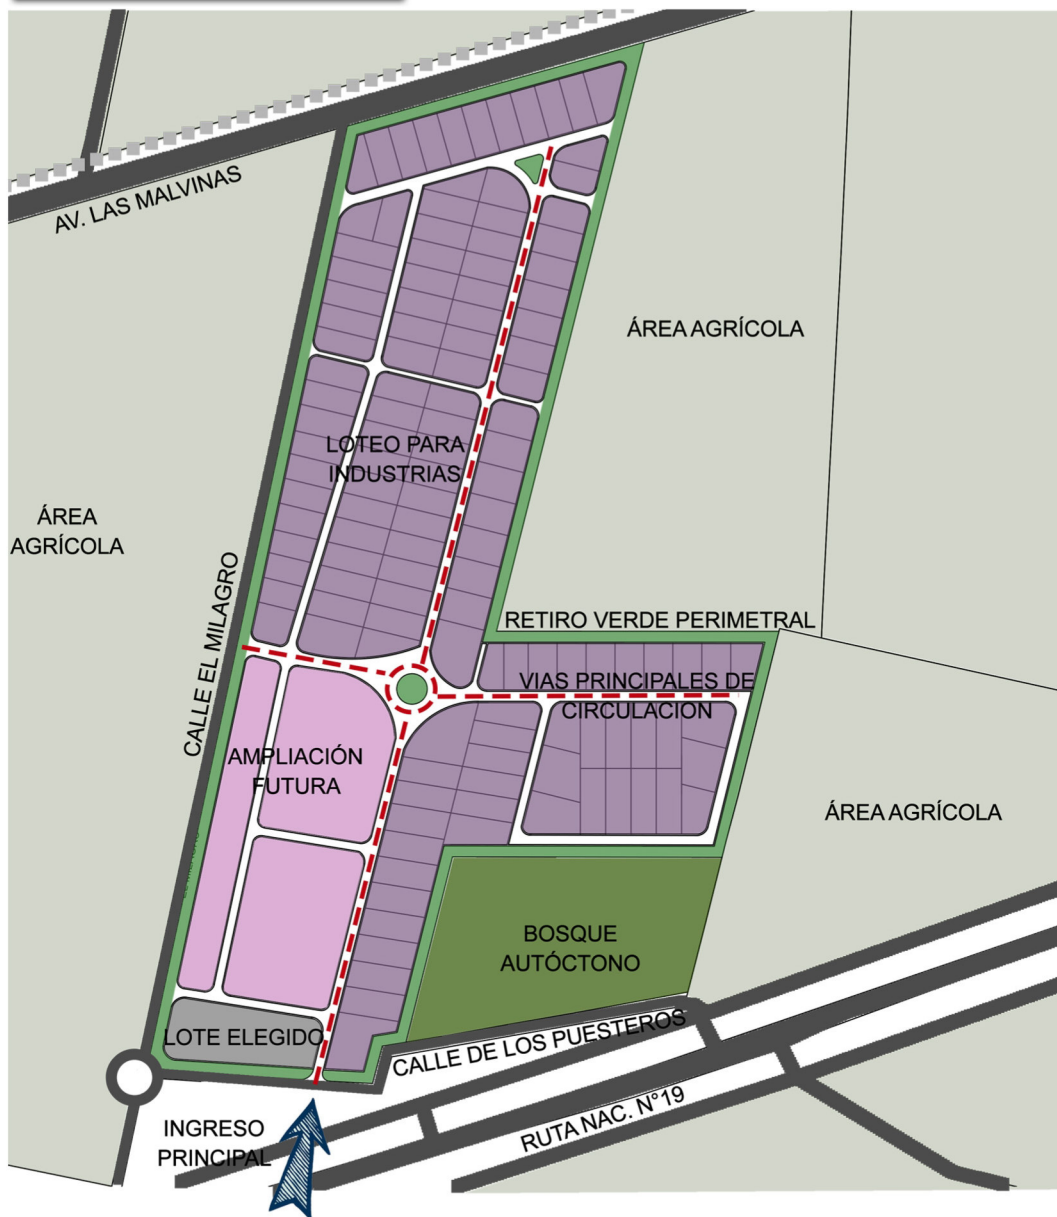 AV. LAS MALVINAS
ÁREA AGRÍCOLA
LOTEO PARA
INDUSTRIAS
ÁREA
AGRÍCOLA
CALLE EL MILAGRO
RETIRO VERDE PERIMETRAL
VIAS PRINCIPALES DE
CIRCULACION
AMPLIACIÓN
FUTURA
ÁREA AGRÍCOLA
BOSQUE
AUTÓCTONO
LOTE ELEGIDO
CALLE DE LOS PUESTEROS
RUTA NAC. N°19
INGRESO
PRINCIPAL